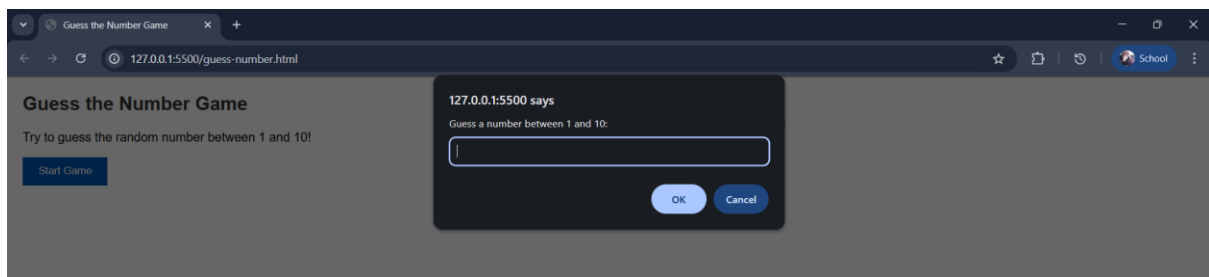 Guess the Number Game
127.0.0.1:5500/guess-number.html
School
Guess the Number Game
Try to guess the random number between 1 and 10!
Start Game
127.0.0.1:5500 says
Guess a number between 1 and 10:
OK
Cancel